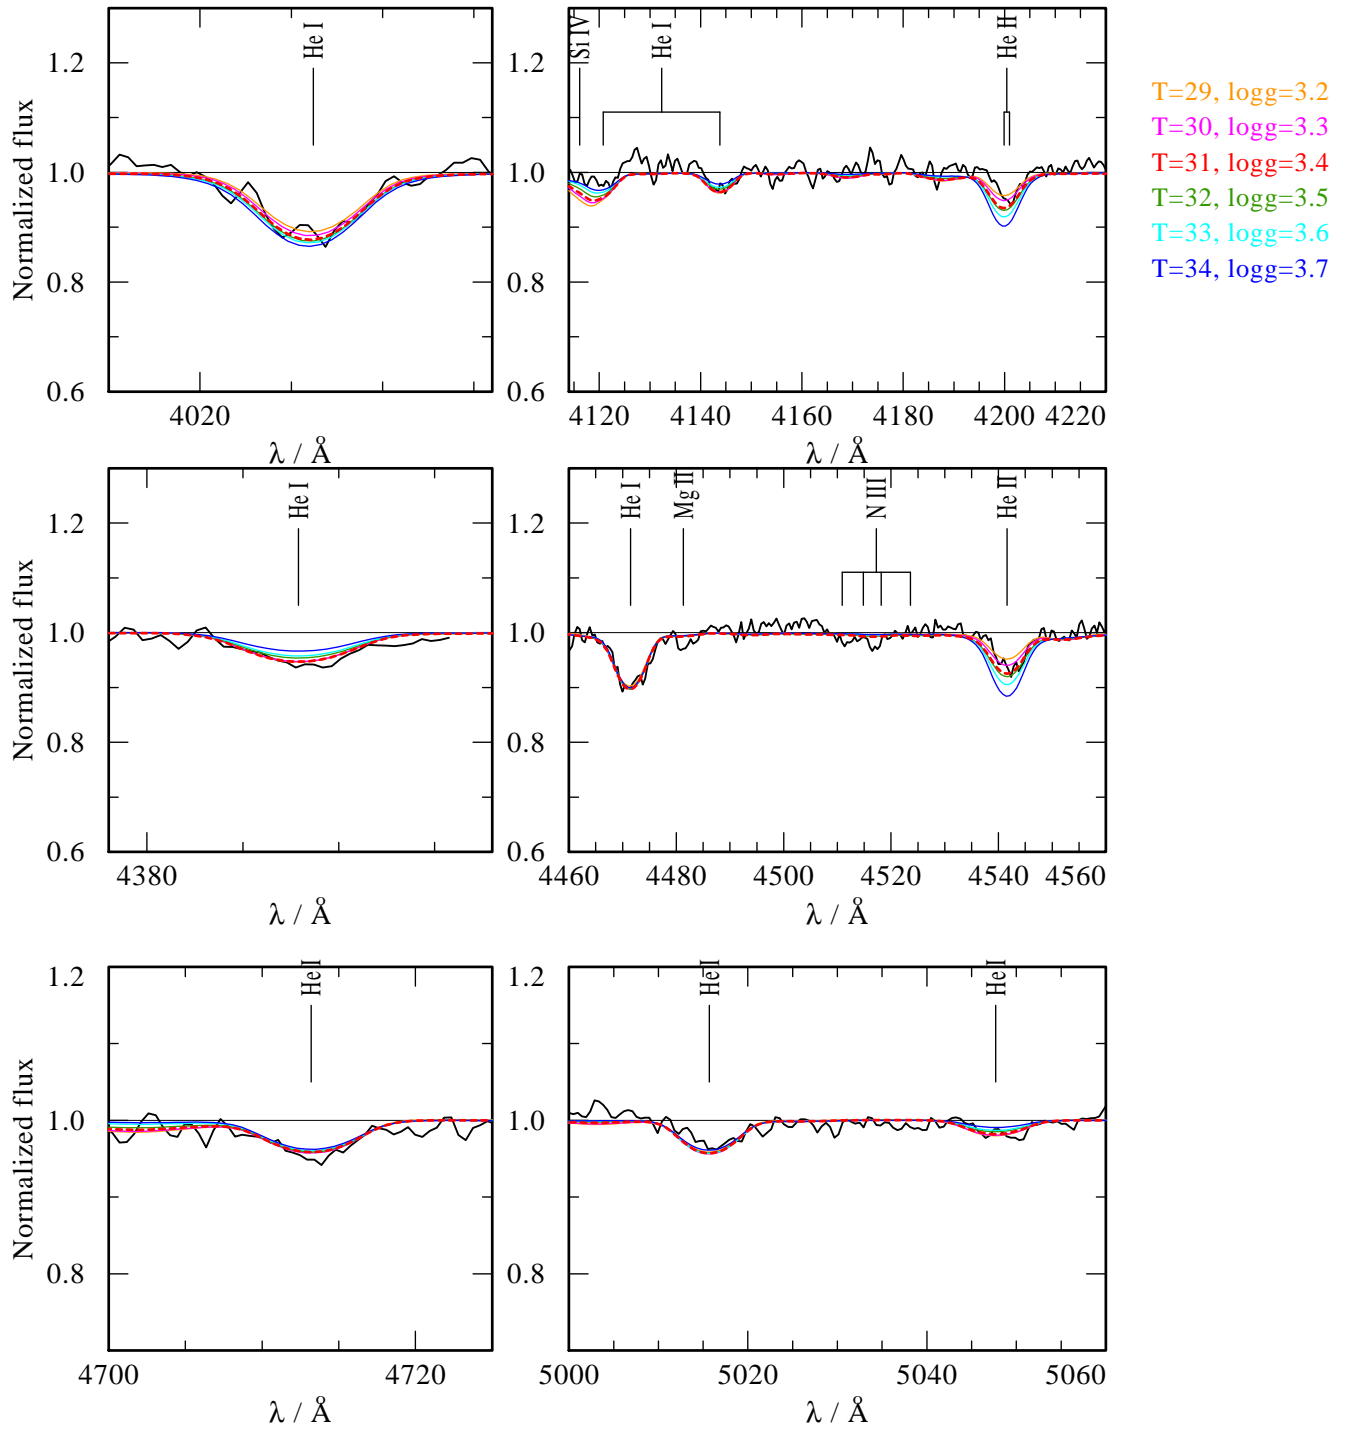 He I
Si IV
He I
He II
1.2
1.0
0.8
0.6
Normalized flux
4020
λ / Å
1.2
1.0
0.8
0.6
4120 4140 4160 4180 4200 4220
λ / Å
T=29, logg=3.2
T=30, logg=3.3
T=31, logg=3.4
T=32, logg=3.5
T=33, logg=3.6
T=34, logg=3.7
He I
He I
Mg II
N III
He II
1.2
1.0
0.8
0.6
Normalized flux
4380
λ / Å
1.2
1.0
0.8
0.6
4460 4480 4500 4520 4540 4560
λ / Å
He I
He I
He I
1.2
1.0
0.8
Normalized flux
4700 4720
λ / Å
1.2
1.0
0.8
5000 5020 5040 5060
λ / Å